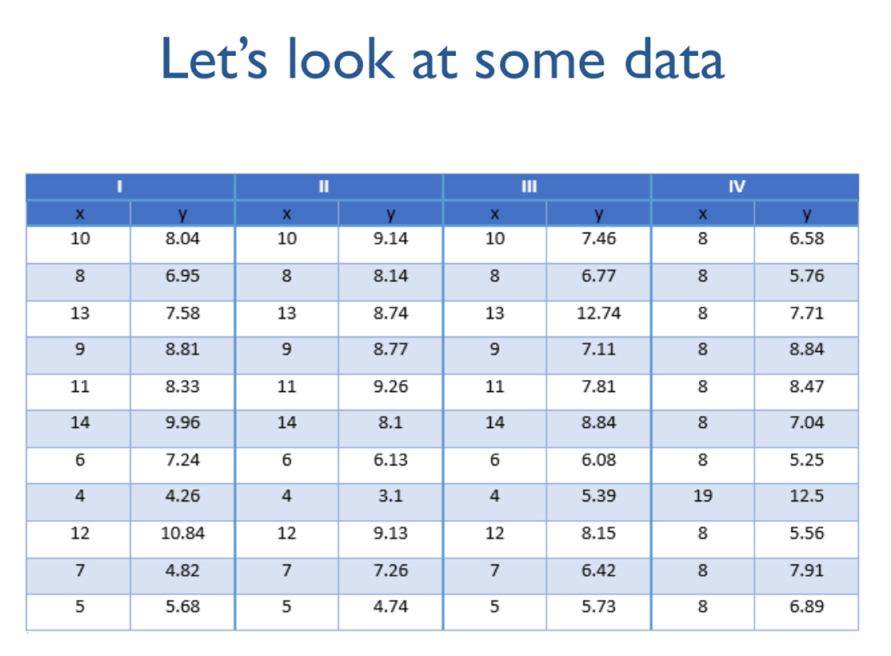 Let's look at some data
I II III IV
x y x y x y x y
10 8.04 10 9.14 10 7.46 8 6.58
8 6.95 8 8.14 8 6.77 8 5.76
13 7.58 13 8.74 13 12.74 8 7.71
9 8.81 9 8.77 9 7.11 8 8.84
11 8.33 11 9.26 11 7.81 8 8.47
14 9.96 14 8.1 14 8.84 8 7.04
6 7.24 6 6.13 6 6.08 8 5.25
4 4.26 4 3.1 4 5.39 19 12.5
12 10.84 12 9.13 12 8.15 8 5.56
7 4.82 7 7.26 7 6.42 8 7.91
5 5.68 5 4.74 5 5.73 8 6.89